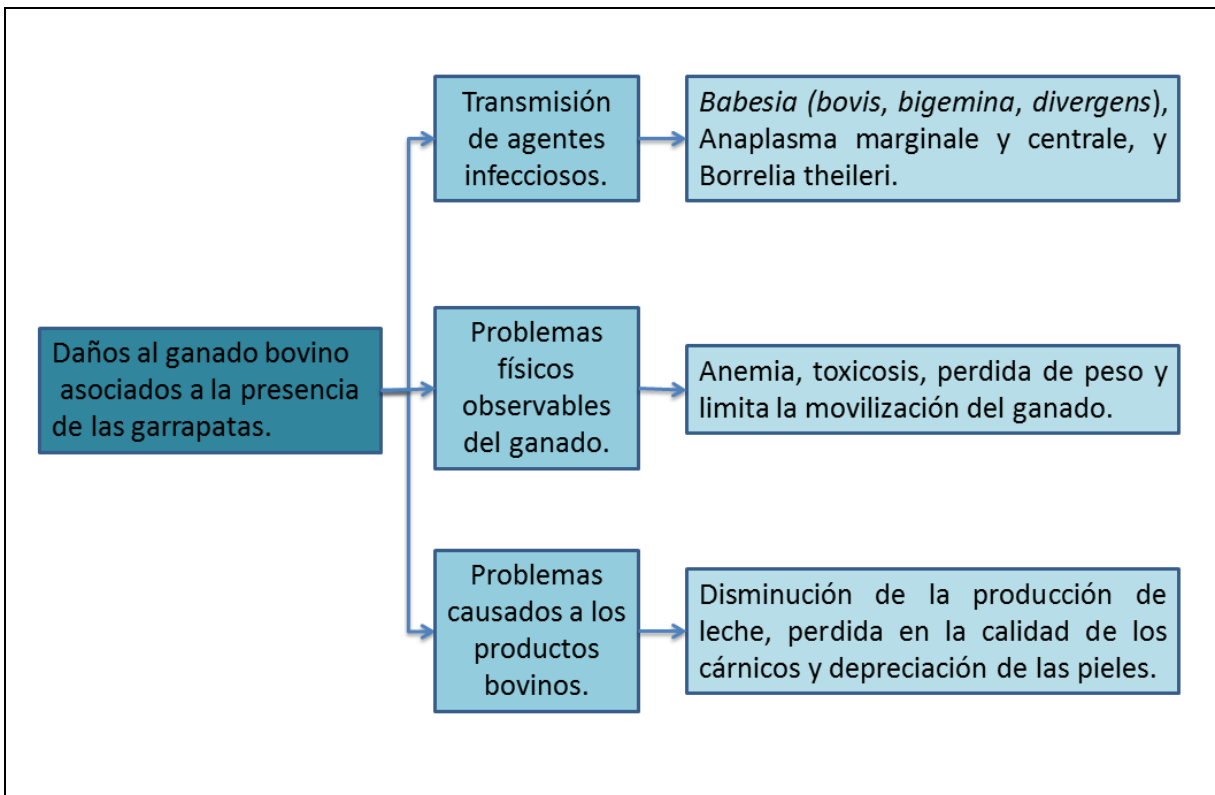 Daños al ganado bovino
asociados a la presencia
de las garrapatas.
Transmisión
de agentes
infecciosos.
Babesia (bovis, bigemina, divergens),
Anaplasma marginale y centrale, y
Borrelia theileri.
Problemas
físicos
observables
del ganado.
Anemia, toxicosis, perdida de peso y
limita la movilización del ganado.
Problemas
causados a los
productos
bovinos.
Disminución de la producción de
leche, perdida en la calidad de los
cárnicos y depreciación de las pieles.